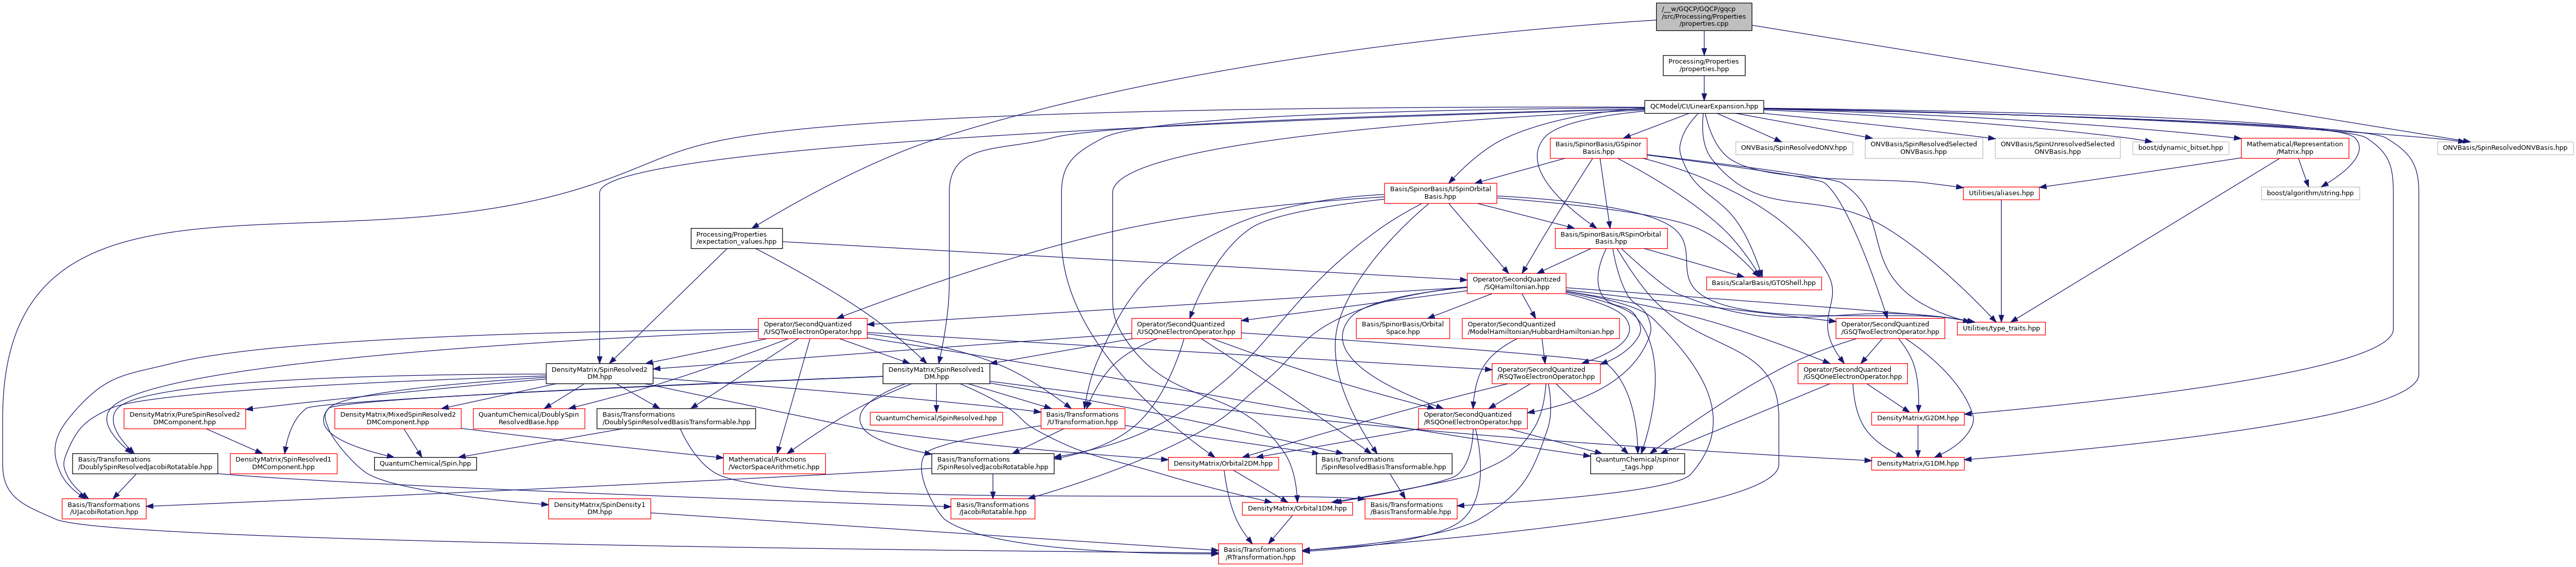 /__w/GQCP/GQCP/gqcp
/src/Processing/Properties
/properties.cpp
Processing/Properties
/properties.hpp
QCModel/CI/LinearExpansion.hpp
Basis/SpinorBasis/GSpinor
Basis.hpp
ONVBasis/SpinResolvedONV.hpp
ONVBasis/SpinResolvedSelected
ONVBasis.hpp
ONVBasis/SpinUnresolvedSelected
ONVBasis.hpp
boost/dynamic_bitset.hpp
Mathematical/Representation
/Matrix.hpp
ONVBasis/SpinResolvedONVBasis.hpp
Basis/SpinorBasis/USpinOrbital
Basis.hpp
Utilities/aliases.hpp
boost/algorithm/string.hpp
Processing/Properties
/expectation_values.hpp
Basis/SpinorBasis/RSpinOrbital
Basis.hpp
Operator/SecondQuantized
/SQHamiltonian.hpp
Basis/ScalarBasis/GTOShell.hpp
Operator/SecondQuantized
/USQTwoElectronOperator.hpp
Operator/SecondQuantized
/USQOneElectronOperator.hpp
Basis/SpinorBasis/Orbital
Space.hpp
Operator/SecondQuantized
/ModelHamiltonian/HubbardHamiltonian.hpp
Operator/SecondQuantized
/GSQTwoElectronOperator.hpp
Utilities/type_traits.hpp
DensityMatrix/SpinResolved2
DM.hpp
DensityMatrix/SpinResolved1
DM.hpp
Operator/SecondQuantized
/RSQTwoElectronOperator.hpp
Operator/SecondQuantized
/GSQOneElectronOperator.hpp
DensityMatrix/PureSpinResolved2
DMComponent.hpp
DensityMatrix/MixedSpinResolved2
DMComponent.hpp
QuantumChemical/DoublySpin
ResolvedBase.hpp
Basis/Transformations
/DoublySpinResolvedBasisTransformable.hpp
QuantumChemical/SpinResolved.hpp
Basis/Transformations
/UTransformation.hpp
Operator/SecondQuantized
/RSQOneElectronOperator.hpp
DensityMatrix/G2DM.hpp
Basis/Transformations
/DoublySpinResolvedJacobiRotatable.hpp
DensityMatrix/SpinResolved1
DMComponent.hpp
QuantumChemical/Spin.hpp
Mathematical/Functions
/VectorSpaceArithmetic.hpp
Basis/Transformations
/SpinResolvedJacobiRotatable.hpp
DensityMatrix/Orbital2DM.hpp
Basis/Transformations
/SpinResolvedBasisTransformable.hpp
QuantumChemical/spinor
_tags.hpp
DensityMatrix/G1DM.hpp
Basis/Transformations
/UJacobiRotation.hpp
DensityMatrix/SpinDensity1
DM.hpp
Basis/Transformations
/JacobiRotatable.hpp
DensityMatrix/Orbital1DM.hpp
Basis/Transformations
/BasisTransformable.hpp
Basis/Transformations
/RTransformation.hpp